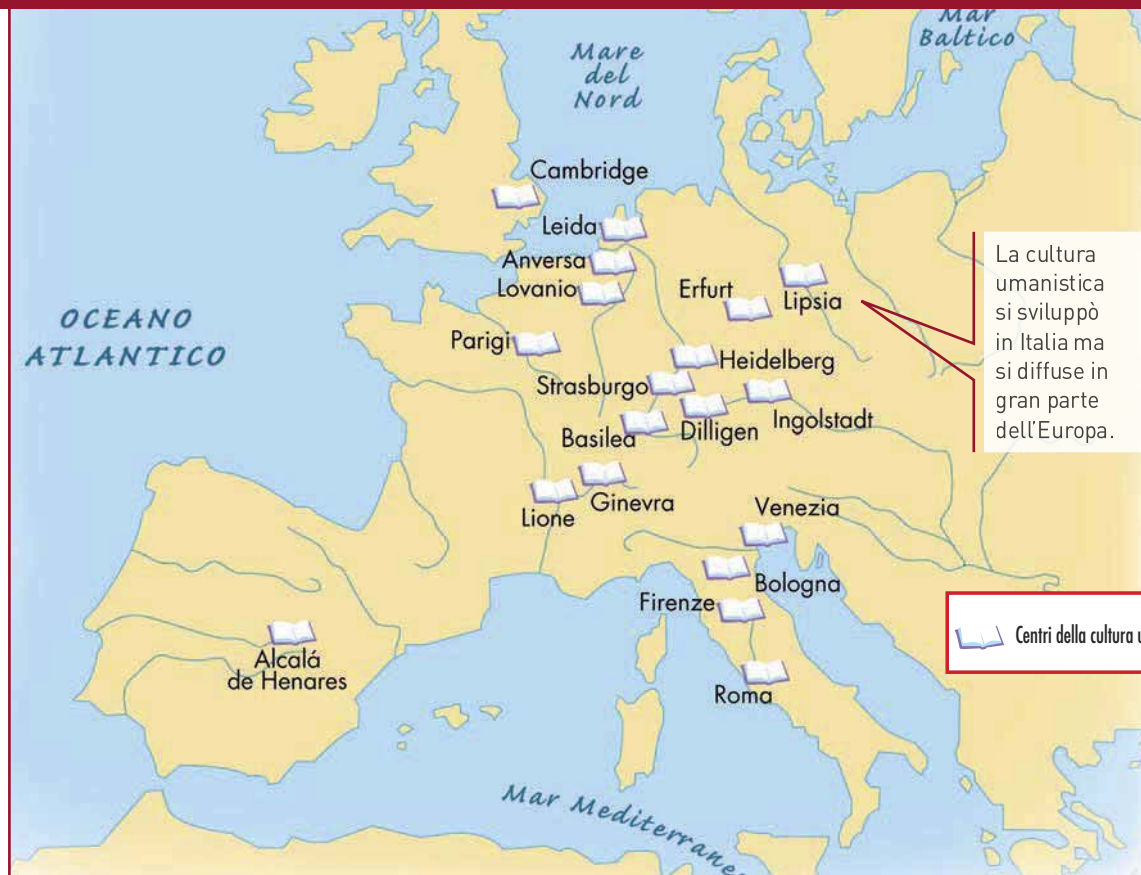 Mar
Baltico
Mare
del
Nord
Cambridge
Leida
Anversa
Lovanio
Erfurt
Lipsia
La cultura
umanistica
si sviluppò
in Italia ma
si diffuse in
gran parte
dell'Europa.
OCEANO
ATLANTICO
Parigi
Heidelberg
Strasburgo
Ingolstadt
Basilea
Dilligen
Ginevra
Lione
Venezia
Bologna
Firenze
Centri della cultura u
Alcalá
de Henares
Roma
Mar Mediterrane